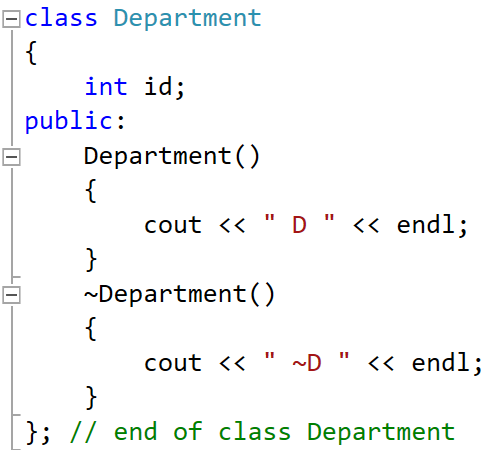 class Department
{
    int id;
public:
    Department()
    {
        cout << " D " << endl;
    }
    ~Department()
    {
        cout << " ~D " << endl;
    }
}; // end of class Department